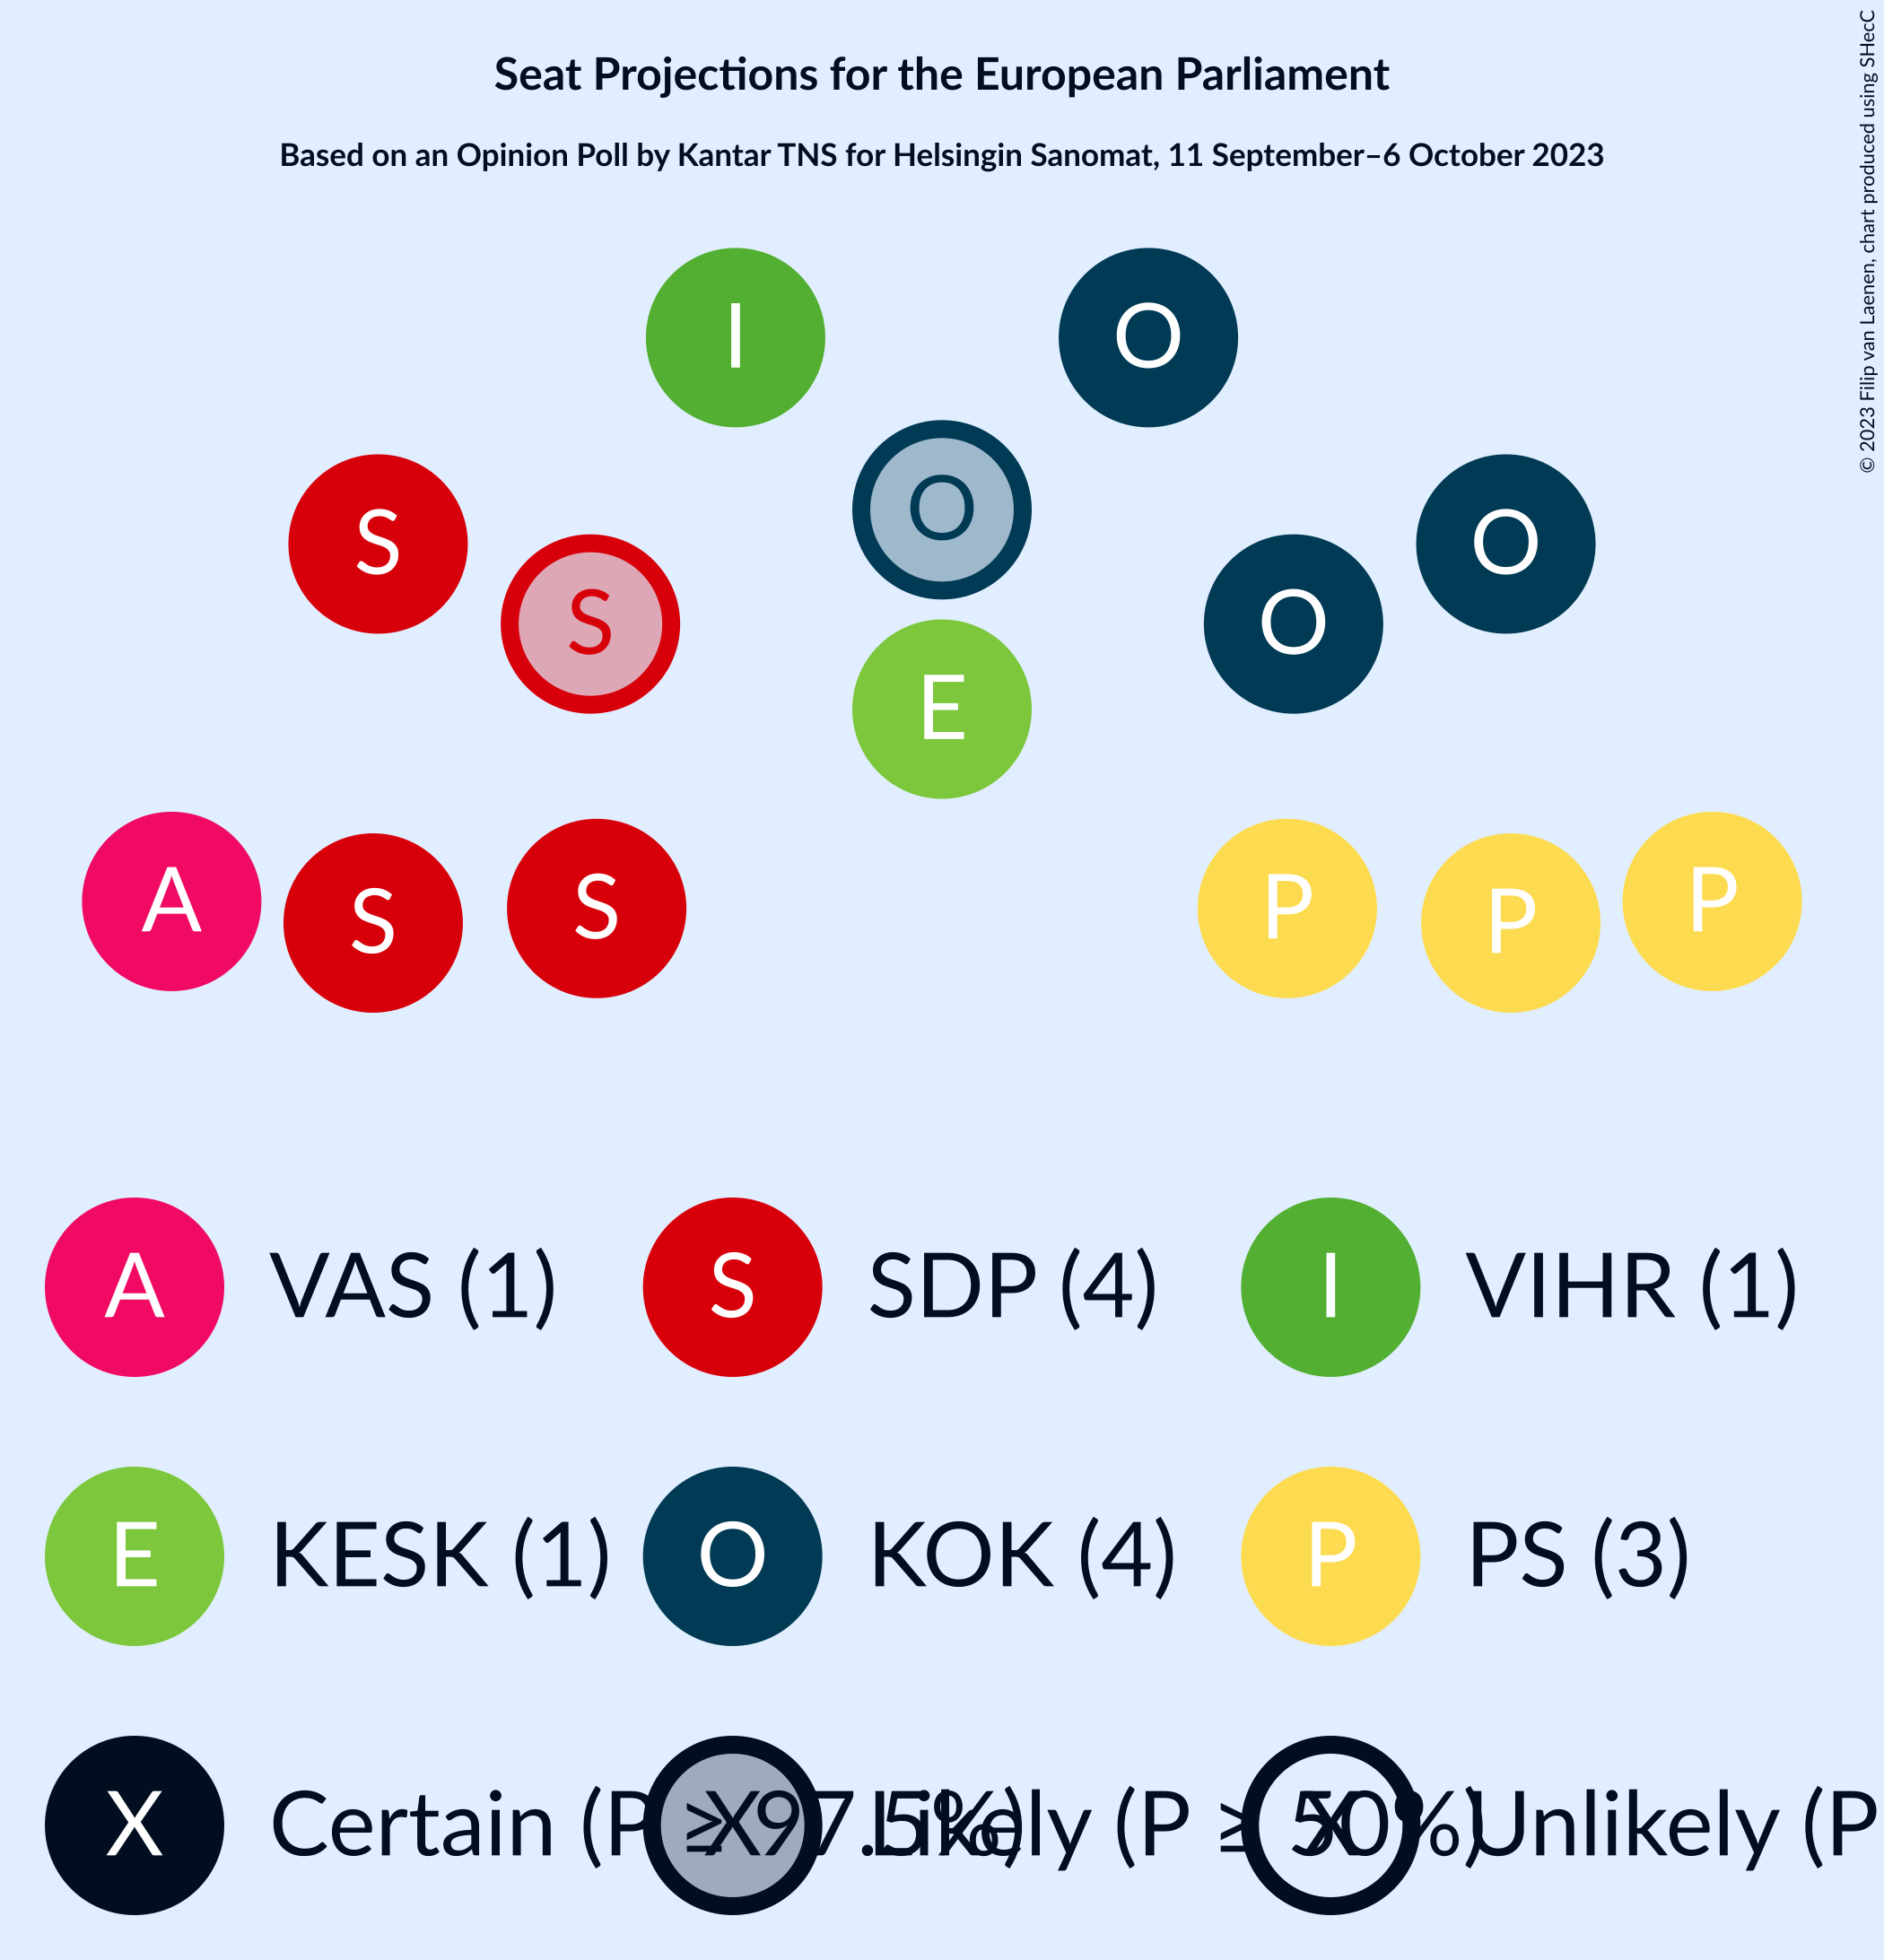 Seat Projections for the European Parliament
Based on an Opinion Poll by Kantar TNS for Helsingin Sanomat, 11 September–6 October 2023
© 2023 Filip van Laenen, chart produced using SHecC
I O
O
S O
S O
E
A P
S S P P
A VAS (1) S SDP (4) I VIHR (1)
E KESK (1) O KOK (4) P PS (3)
X Certain (P ≥ 97.5%) X Likely (P ≥ 50%) X Unlikely (P